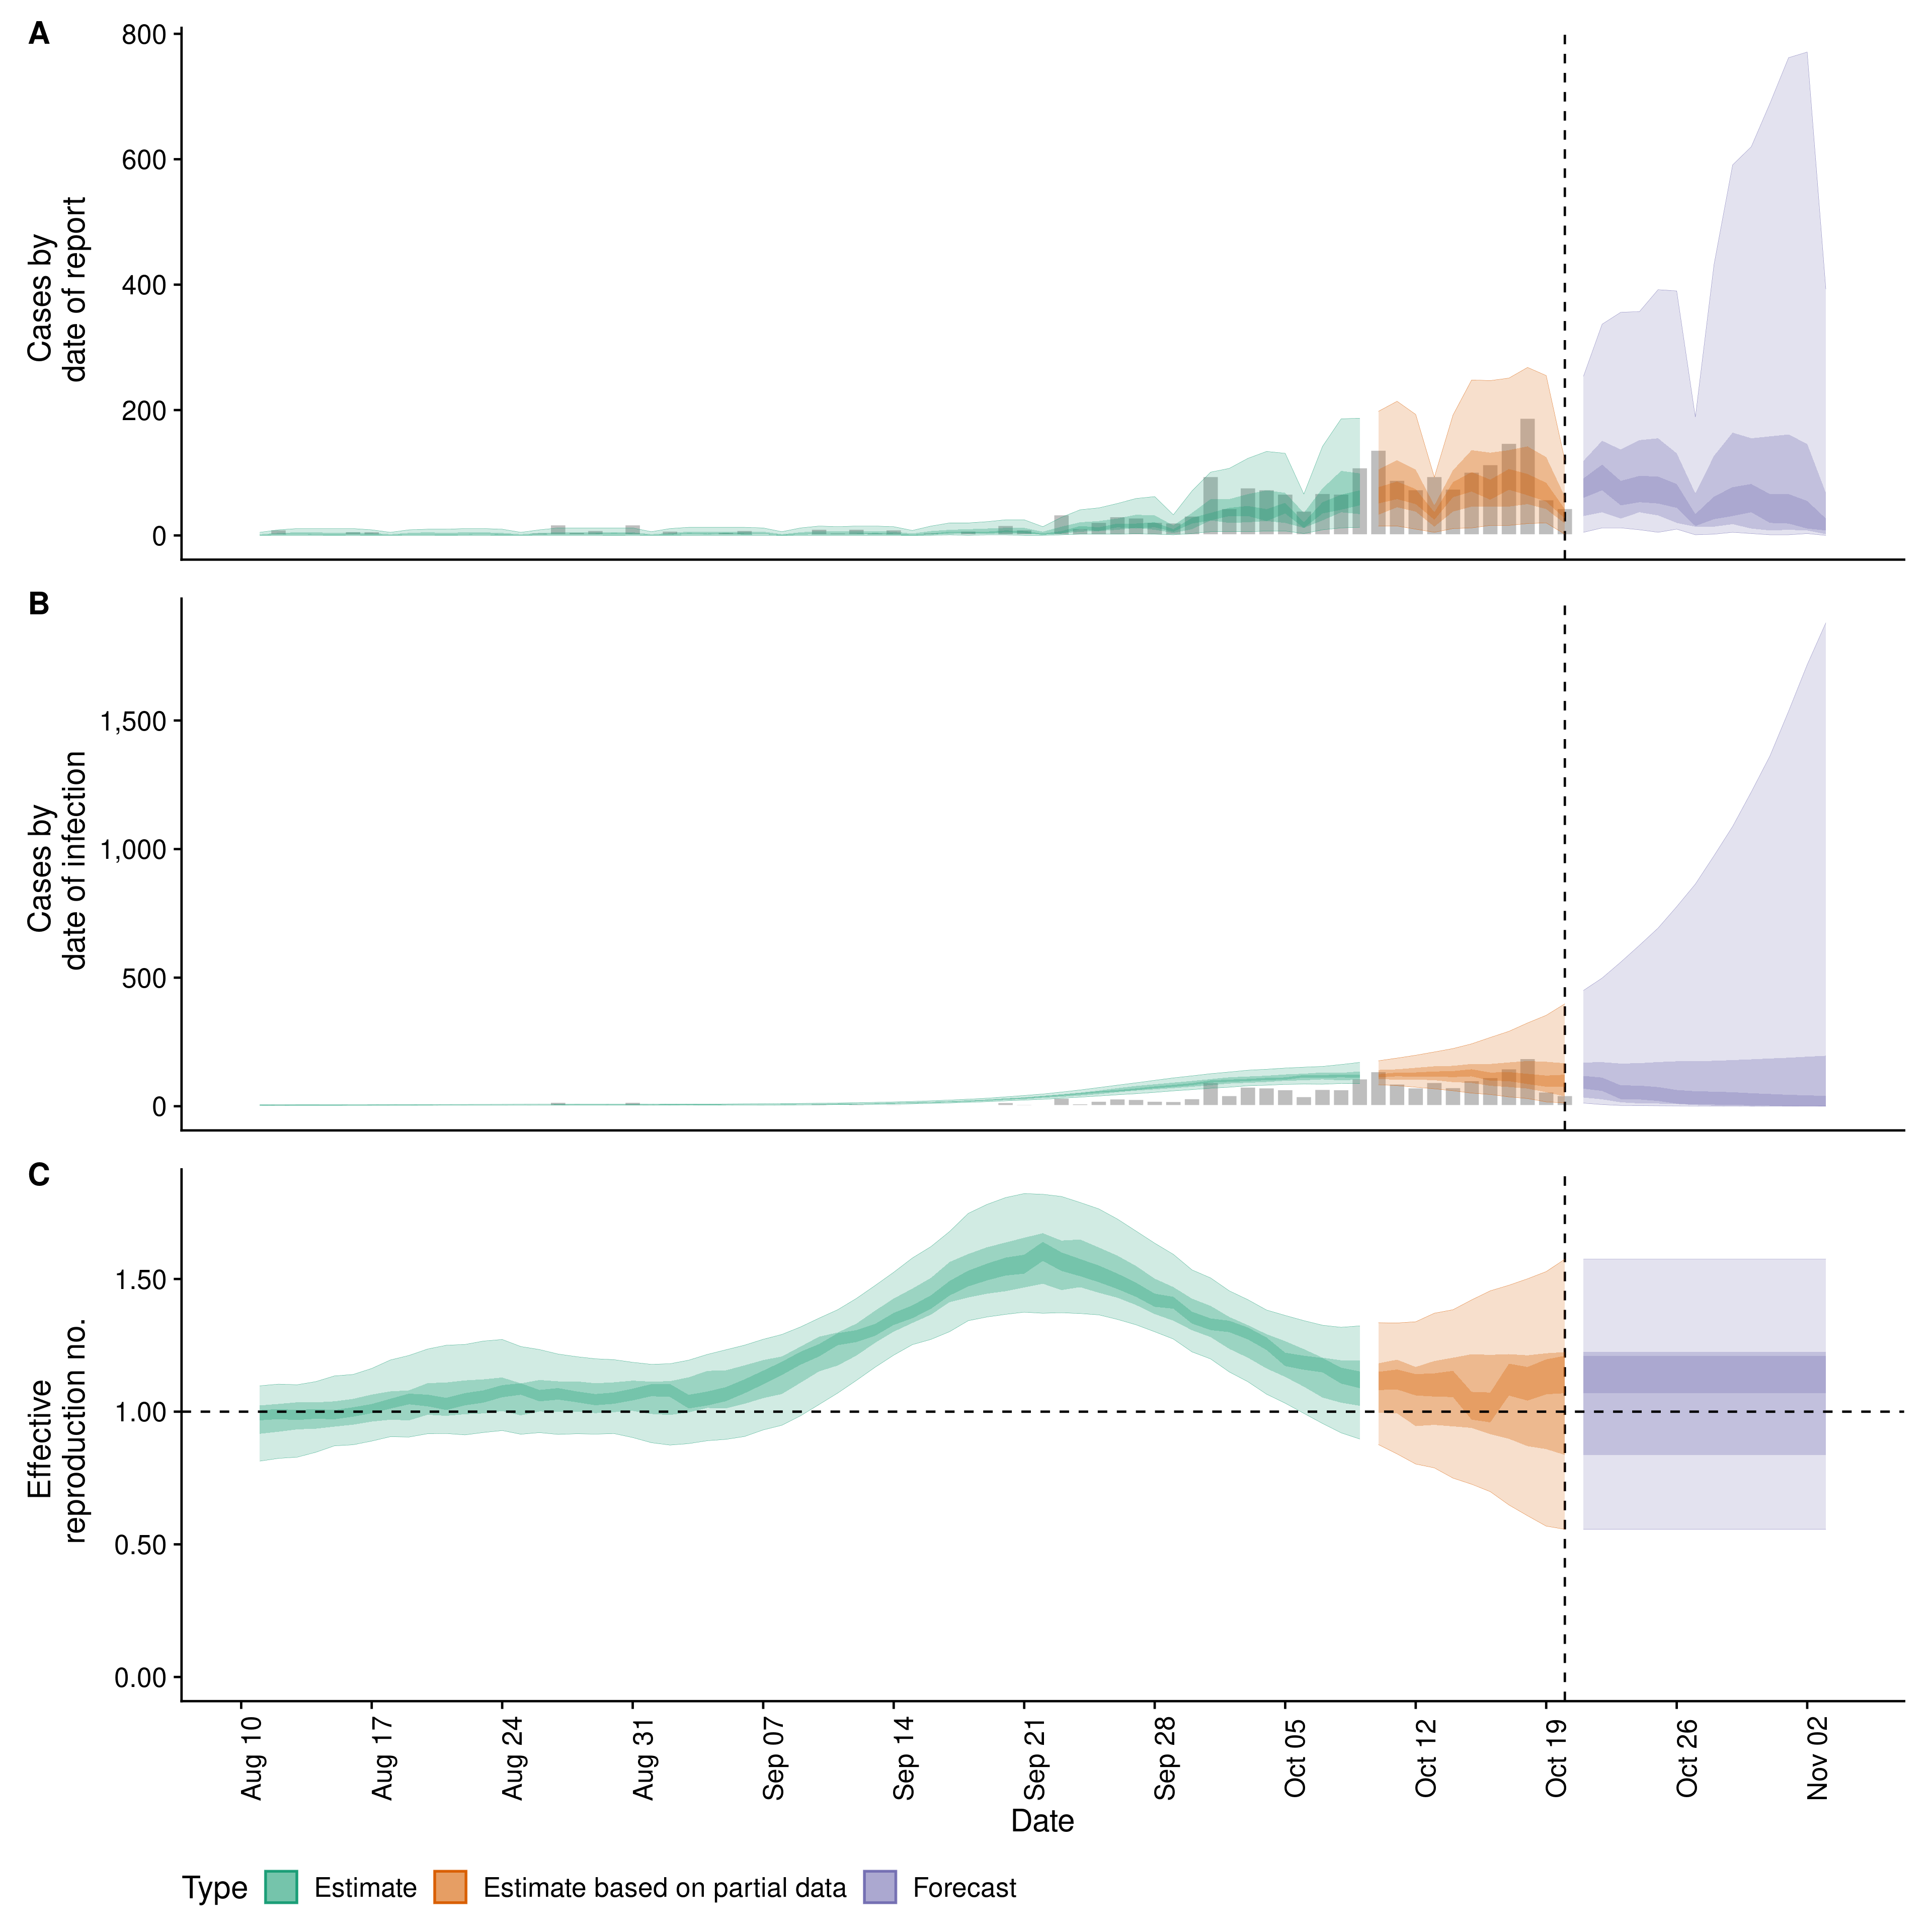 A
800
600
400
200
0
Cases by
date of report
B
1,500
1,000
500
0
Cases by
date of infection
C
1.50
1.00
0.50
0.00
Effective
reproduction no.
Aug 10
Aug 17
Aug 24
Aug 31
Sep 07
Sep 14
Sep 21
Sep 28
Oct 05
Oct 12
Oct 19
Oct 26
Nov 02
Date
Type Estimate Estimate based on partial data Forecast